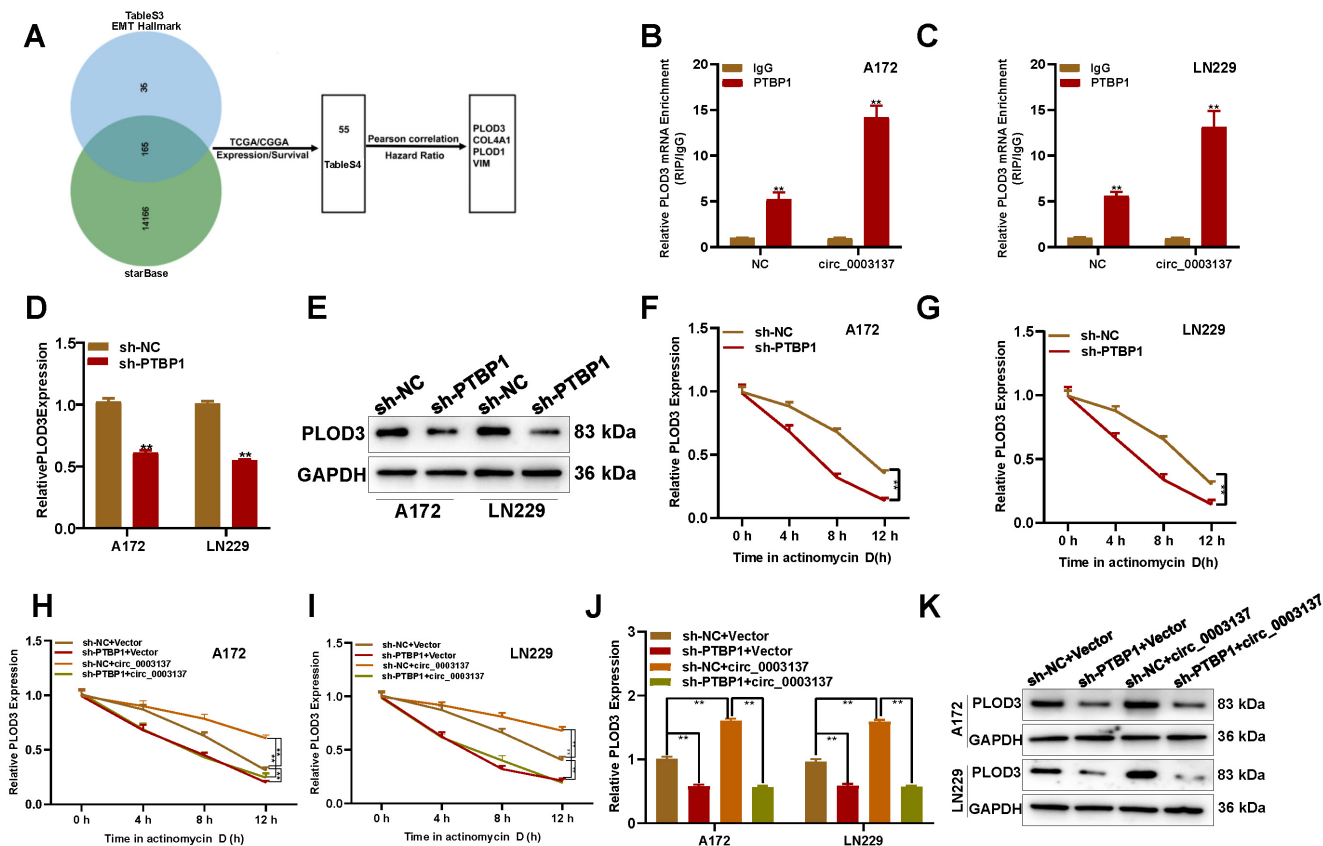 A
TableS3
EMT Hallmark
35
165
14166
starBase
TCGA/CGGA
Expression/Survival
55
TableS4
Pearson correlation
Hazard Ratio
PLOD3
COL4A1
PLOD1
VIM
B
Relative PLOD3 mRNA Enrichment
(RIP/IgG)
20
15
10
5
0
IgG
PTBP1
A172
**
**
NC
circ_0003137
C
Relative PLOD3 mRNA Enrichment
(RIP/IgG)
20
15
10
5
0
IgG
PTBP1
LN229
**
**
NC
circ_0003137
D
RelativePLOD3Expression
1.5
1.0
0.5
0.0
sh-NC
sh-PTBP1
**
**
A172
LN229
E
sh-NC
sh-PTBP1
sh-NC
sh-PTBP1
PLOD3
83 kDa
GAPDH
36 kDa
A172
LN229
F
Relative PLOD3 Expression
1.5
1.0
0.5
0.0
sh-NC
sh-PTBP1
A172
**
0 h
4 h
8 h
12 h
Time in actinomycin D(h)
G
Relative PLOD3 Expression
1.5
1.0
0.5
0.0
sh-NC
sh-PTBP1
LN229
**
0 h
4 h
8 h
12 h
Time in actinomycin D(h)
H
Relative PLOD3 Expression
1.5
1.0
0.5
0.0
sh-NC+Vector
sh-PTBP1+Vector
sh-NC+circ_0003137
sh-PTBP1+circ_0003137
A172
**
**
**
0 h
4 h
8 h
12 h
Time in actinomycin D(h)
I
Relative PLOD3 Expression
1.5
1.0
0.5
0.0
sh-NC+Vector
sh-PTBP1+Vector
sh-NC+circ_0003137
sh-PTBP1+circ_0003137
LN229
0 h
4 h
8 h
12 h
Time in actinomycin D(h)
J
Relative PLOD3 Expression
3
2
1
0
sh-NC+Vector
sh-PTBP1+Vector
sh-NC+circ_0003137
sh-PTBP1+circ_0003137
**
**
**
**
**
**
A172
LN229
K
sh-NC+Vector
sh-PTBP1+Vector
sh-NC+circ_0003137
sh-PTBP1+circ_0003137
A172
PLOD3
83 kDa
GAPDH
36 kDa
LN229
PLOD3
83 kDa
GAPDH
36 kDa